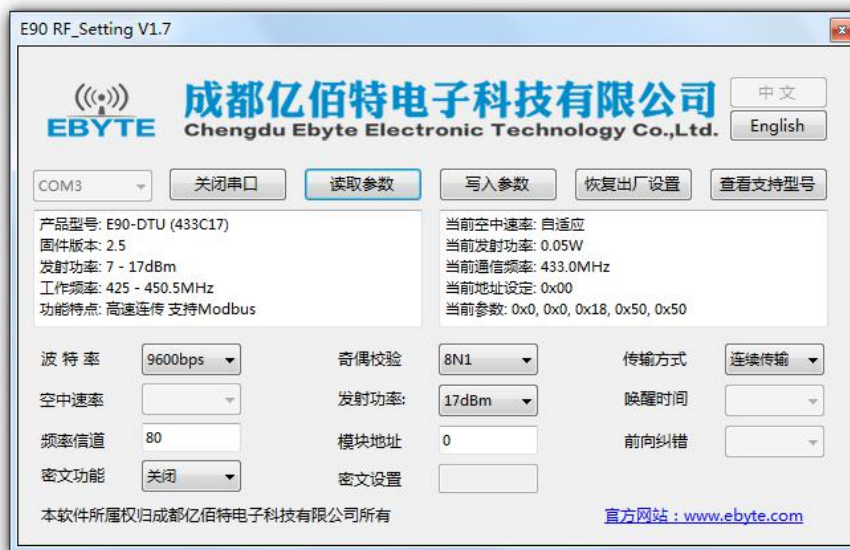 E90 RF_Setting V1.7
EBYTE
成都亿佰特电子科技有限公司
Chengdu Ebyte Electronic Technology Co.,Ltd.
中文
English
COM3 关闭串口 读取参数 写入参数 恢复出厂设置 查看支持型号
产品型号: E90-DTU (433C17)
固件版本: 2.5
发射功率: 7 - 17dBm
工作频率: 425 - 450.5MHz
功能特点: 高速连传 支持Modbus
当前空中速率: 自适应
当前发射功率: 0.05W
当前通信频率: 433.0MHz
当前地址设定: 0x00
当前参数: 0x0, 0x0, 0x18, 0x50, 0x50
波 特 率 9600bps 奇偶校验 8N1 传输方式 连续传输
空中速率 发射功率: 17dBm 唤醒时间
频率信道 80 模块地址 0 前向纠错
密文功能 关闭 密文设置
本软件所属权归成都亿佰特电子科技有限公司所有 官方网站：www.ebyte.com